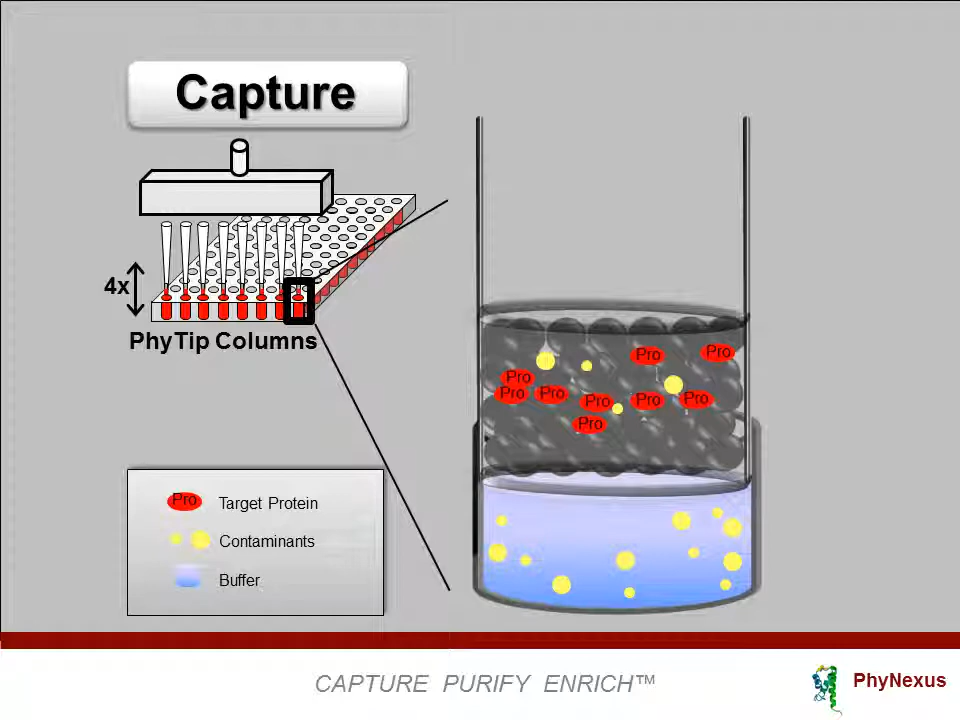 Capture
4x
PhyTip Columns
Pro
Pro
Pro
Pro
Pro
Pro
Pro
Pro
Pro
Pro Target Protein
Contaminants
Buffer
CAPTURE PURIFY ENRICH™
PhyNexus